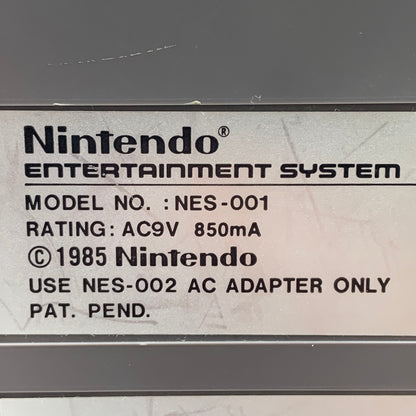 Nintendo®
ENTERTAINMENT SYSTEM
MODEL NO. : NES-001
RATING: AC9V 850mA
©1985 Nintendo
USE NES-002 AC ADAPTER ONLY
PAT. PEND.